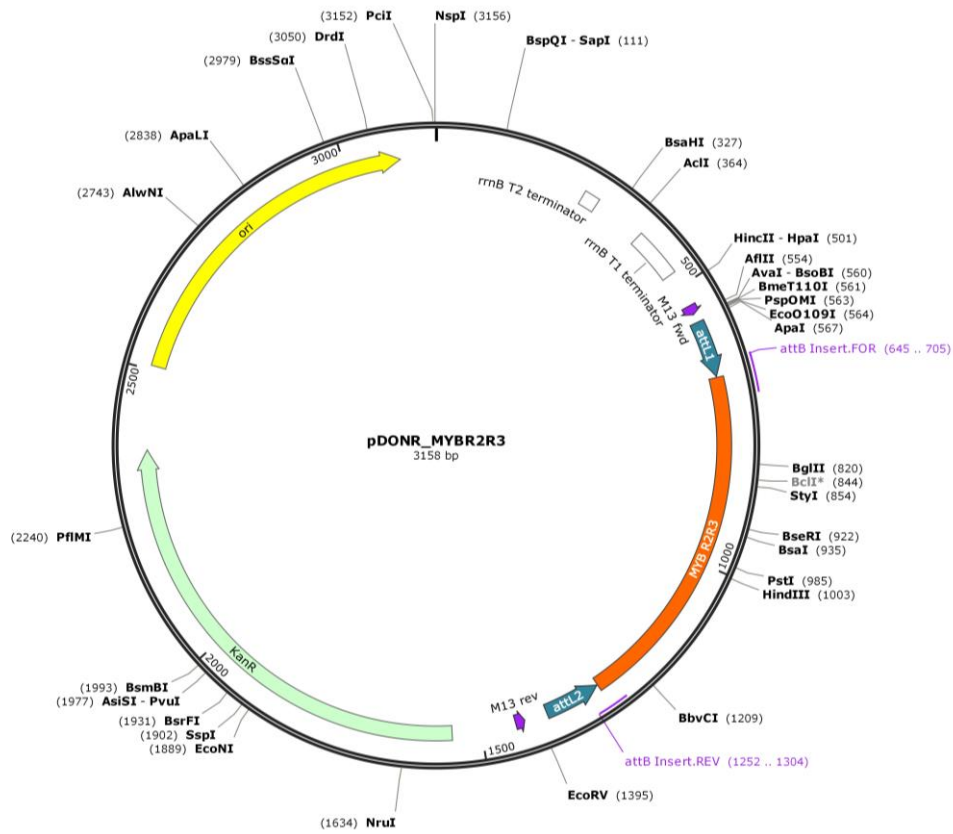 (3152) PciI
NspI (3156)
(3050) DrdI
BspQI - SapI (111)
(2979) BssSαI
(2838) ApaLI
(2743) AlwNI
BsaHI (327)
AclI (364)
HincII - HpaI (501)
AflII (554)
AvaI - BsoBI (560)
BmeT110I (561)
PspOMI (563)
EcoO109I (564)
ApaI (567)
attB Insert.FOR (645 .. 705)
BglII (820)
BclI* (844)
StyI (854)
BseRI (922)
BsaI (935)
PstI (985)
HindIII (1003)
BbvCI (1209)
attB Insert.REV (1252 .. 1304)
EcoRV (1395)
(1634) NruI
(1889) EcoNI
(1902) SspI
(1931) BsrFI
(1977) AsiSI - PvuI
(1993) BsmBI
(2240) PflMI
3000
500
1000
1500
2000
2500
ori
rrnB T2 terminator
rrnB T1 terminator
M13 fwd
attL1
MYB R2R3
attL2
M13 rev
KanR
pDONR_MYBR2R3
3158 bp